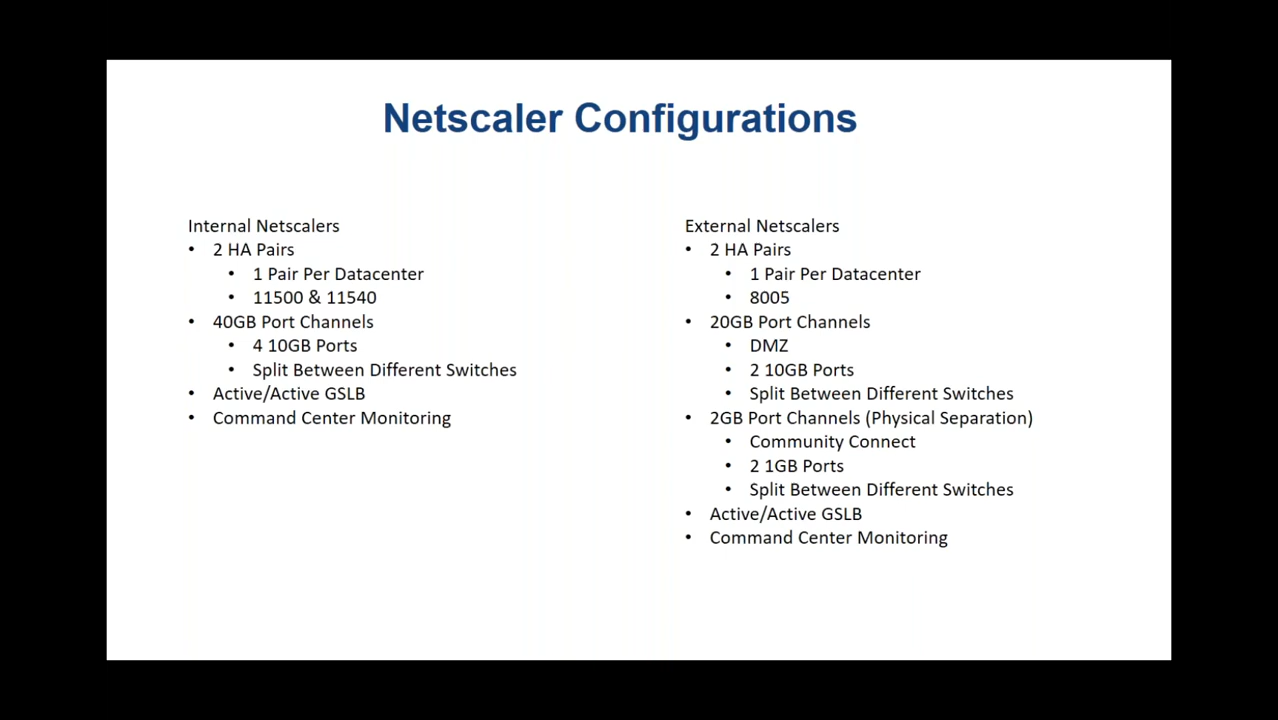 Netscaler Configurations
Internal Netscalers
• 2 HA Pairs
• 1 Pair Per Datacenter
• 11500 & 11540
• 40GB Port Channels
• 4 10GB Ports
• Split Between Different Switches
• Active/Active GSLB
• Command Center Monitoring
External Netscalers
• 2 HA Pairs
• 1 Pair Per Datacenter
• 8005
• 20GB Port Channels
• DMZ
• 2 10GB Ports
• Split Between Different Switches
• 2GB Port Channels (Physical Separation)
• Community Connect
• 2 1GB Ports
• Split Between Different Switches
• Active/Active GSLB
• Command Center Monitoring